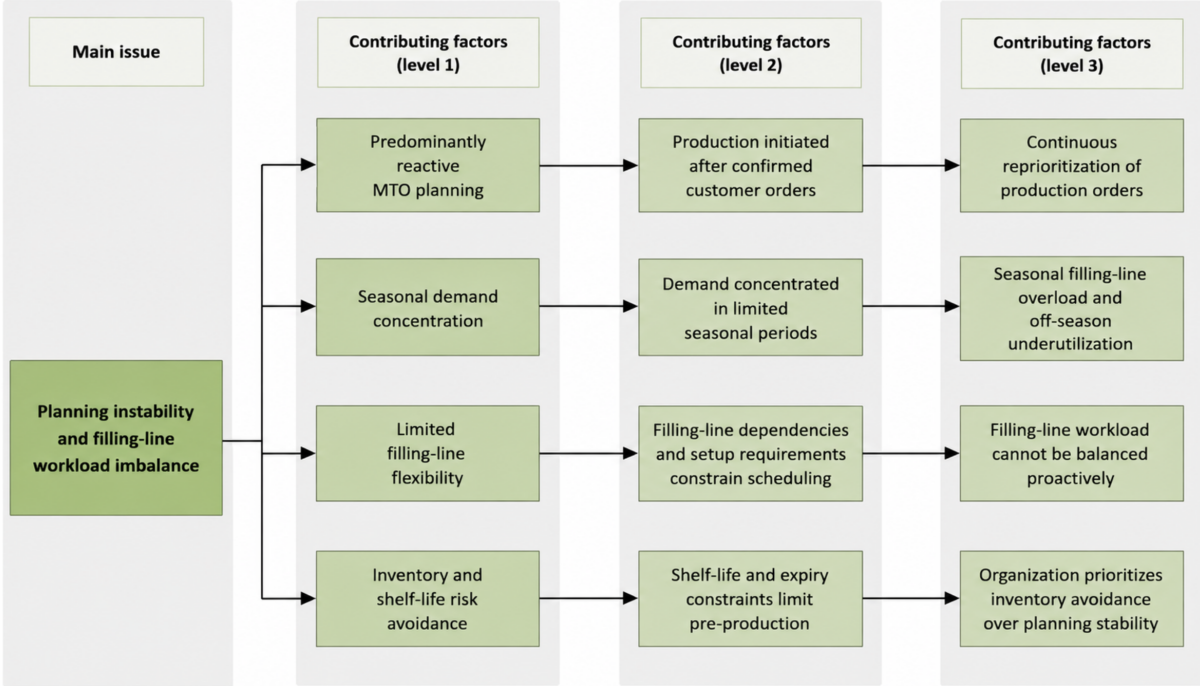 Main issue
Contributing factors
(level 1)
Contributing factors
(level 2)
Contributing factors
(level 3)
Planning instability
and filling-line
workload imbalance
Predominantly
reactive
MTO planning
Production initiated
after confirmed
customer orders
Continuous
reprioritization of
production orders
Seasonal demand
concentration
Demand concentrated
in limited
seasonal periods
Seasonal filling-line
overload and
off-season
underutilization
Limited
filling-line
flexibility
Filling-line dependencies
and setup requirements
constrain scheduling
Filling-line workload
cannot be balanced
proactively
Inventory and
shelf-life risk
avoidance
Shelf-life and expiry
constraints limit
pre-production
Organization prioritizes
inventory avoidance
over planning stability